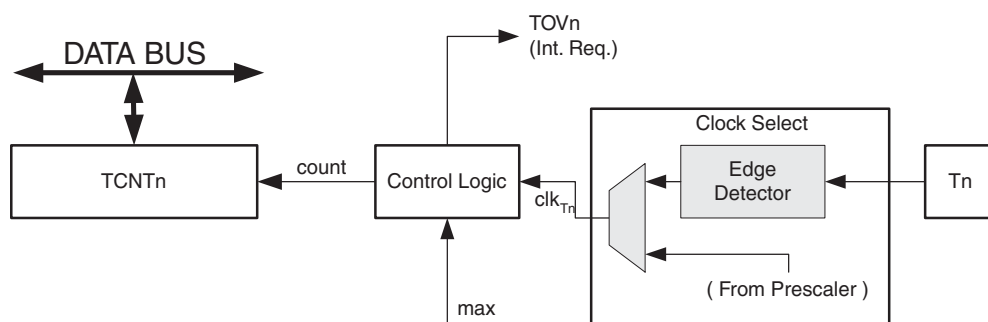 TOVn
(Int. Req.)
DATA BUS
Clock Select
TCNTn
count
Control Logic
clkTn
Edge
Detector
Tn
( From Prescaler )
max